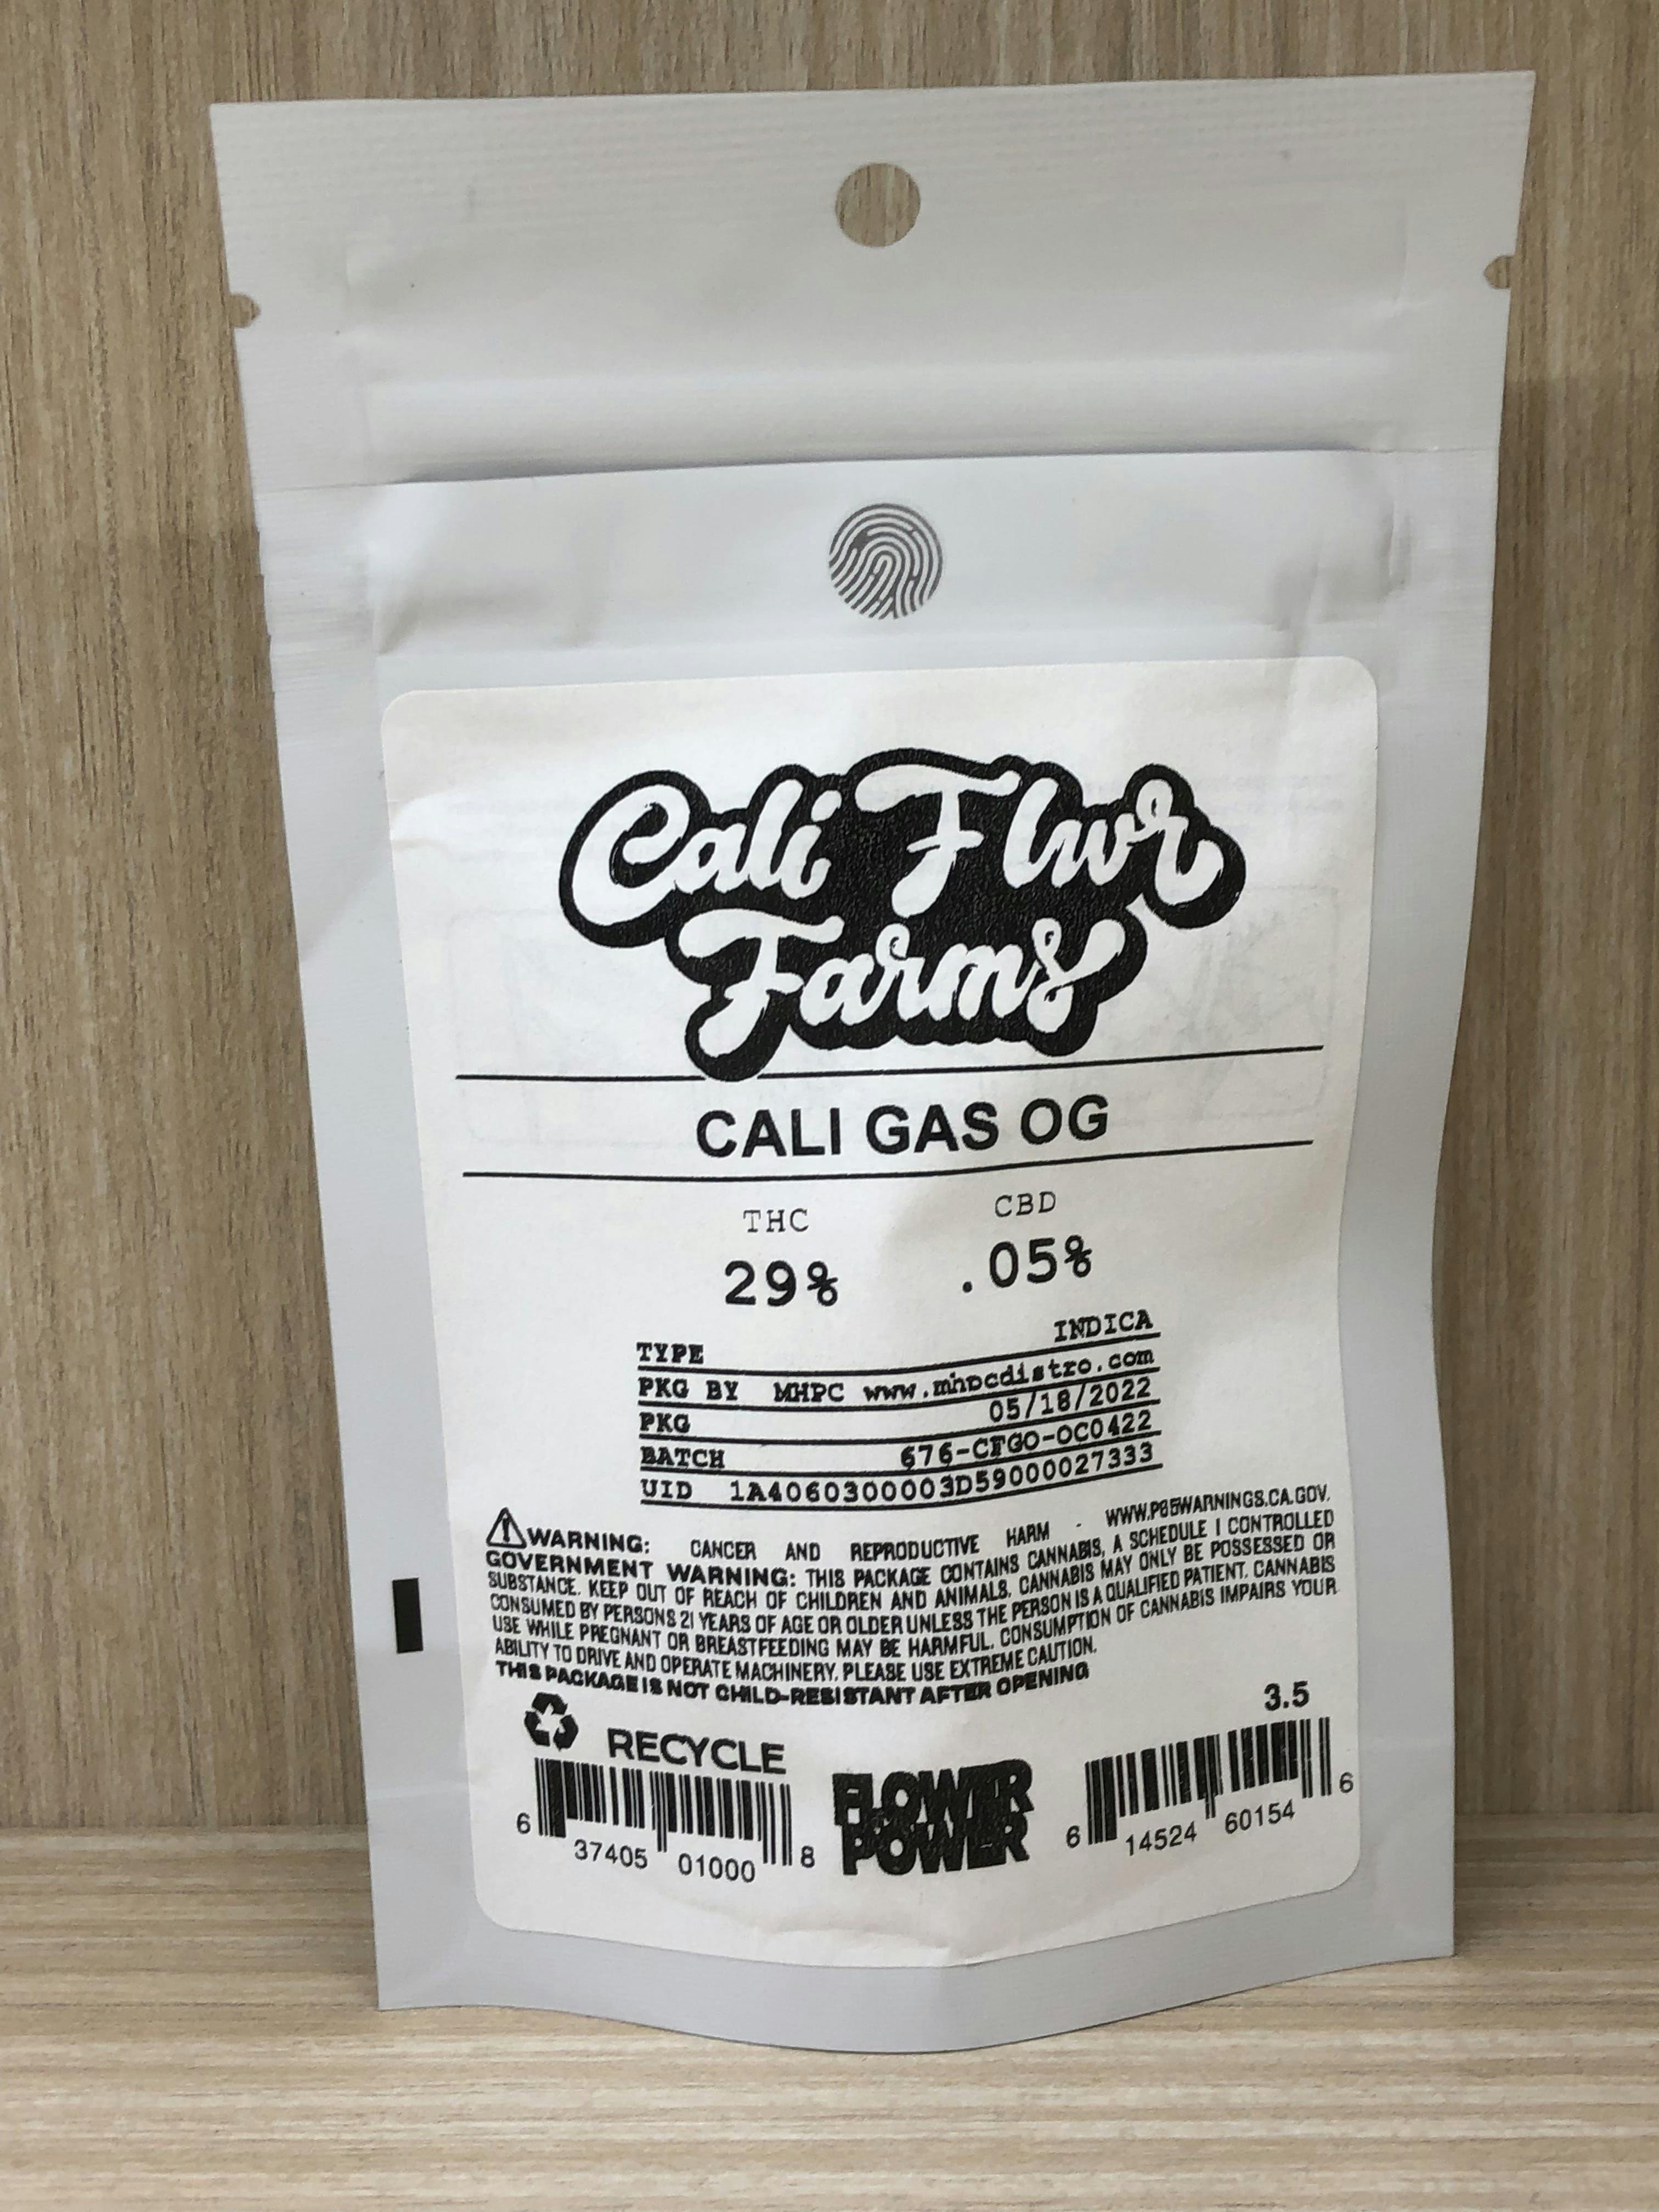 Cali Flwr
Farms
CALI GAS OG
THC CBD
29% .05%
TYPE INDICA
PKG BY MHPC www.mhpcdistro.com
PKG 05/18/2022
BATCH 676-CFGO-OC0422
UID 1A4060300003D59000027333
WARNING: CANCER AND REPRODUCTIVE HARM - WWW.P65WARNINGS.CA.GOV.
GOVERNMENT WARNING: THIS PACKAGE CONTAINS CANNABIS, A SCHEDULE I CONTROLLED
SUBSTANCE. KEEP OUT OF REACH OF CHILDREN AND ANIMALS. CANNABIS MAY ONLY BE POSSESSED OR
CONSUMED BY PERSONS 21 YEARS OF AGE OR OLDER UNLESS THE PERSON IS A QUALIFIED PATIENT. CANNABIS
USE WHILE PREGNANT OR BREASTFEEDING MAY BE HARMFUL. CONSUMPTION OF CANNABIS IMPAIRS YOUR
ABILITY TO DRIVE AND OPERATE MACHINERY. PLEASE USE EXTREME CAUTION.
THIS PACKAGE IS NOT CHILD-RESISTANT AFTER OPENING
3.5
RECYCLE
FLOWER
POWER
6 37405 01000 8
6 14524 60154 6